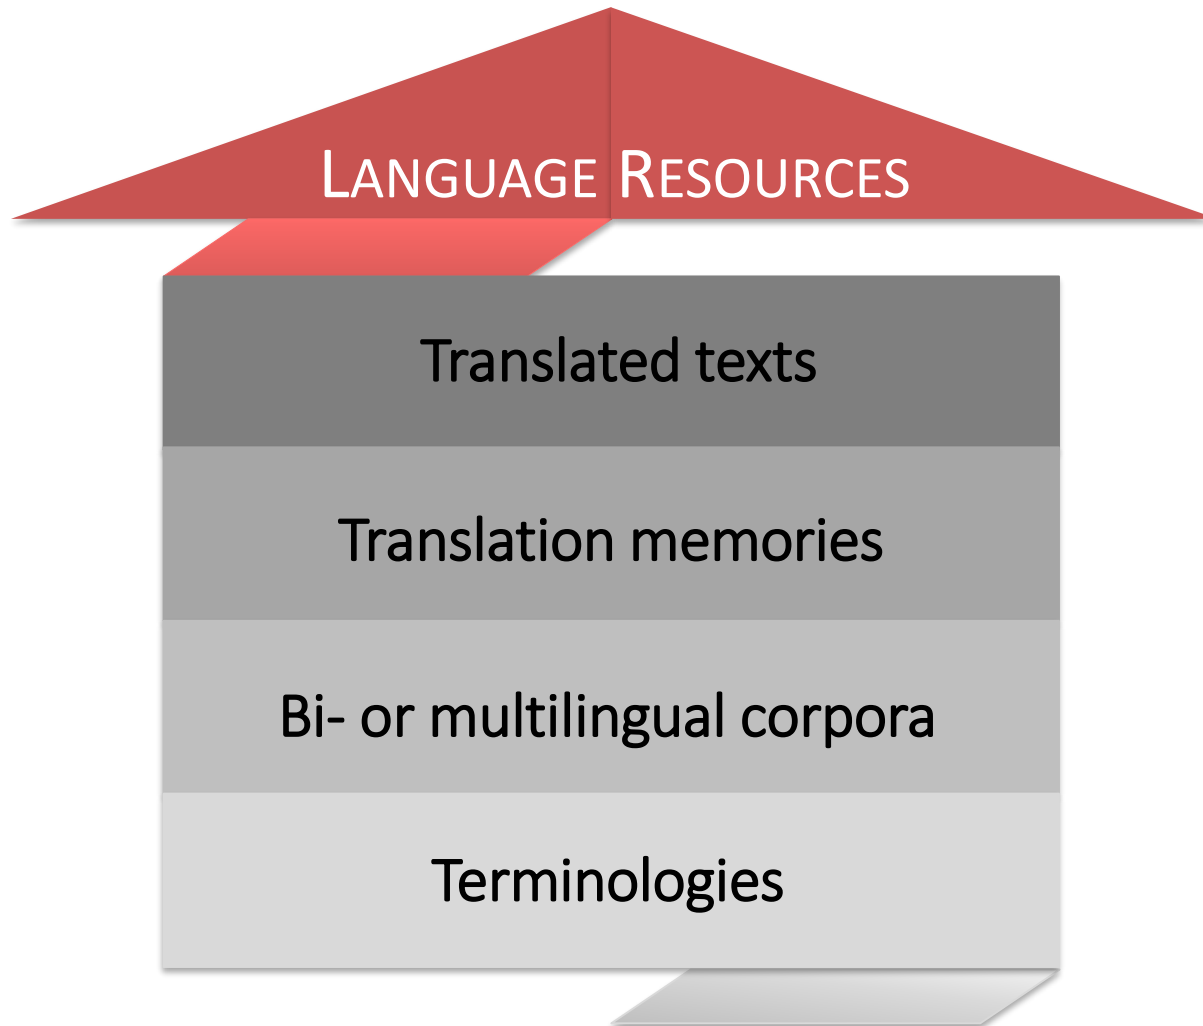 LANGUAGE RESOURCES
Translated texts
Translation memories
Bi- or multilingual corpora
Terminologies